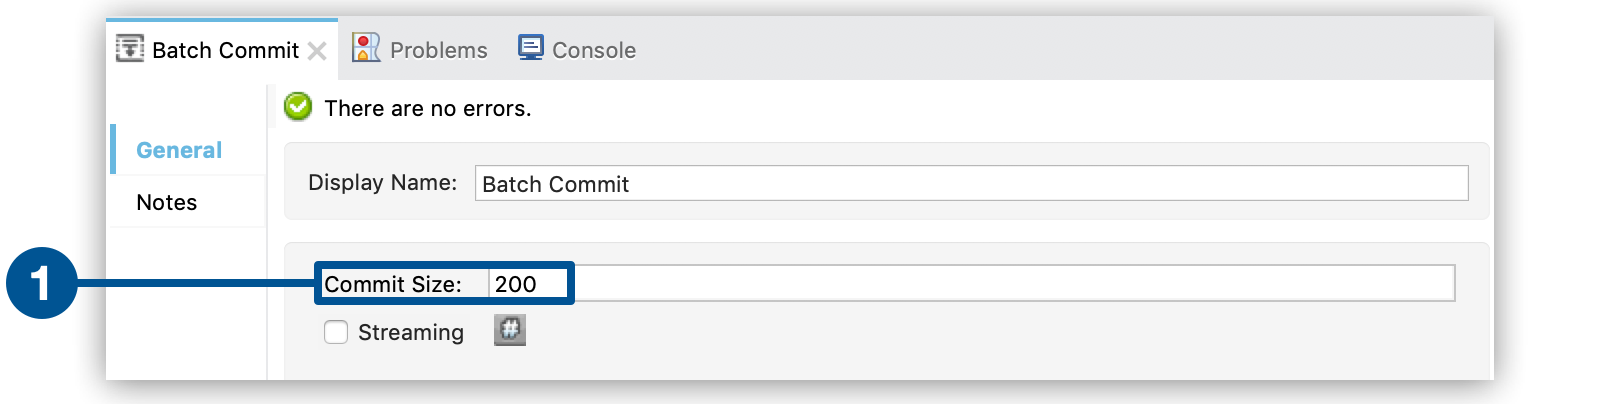 Batch Commit Problems Console
There are no errors.
General
Display Name: Batch Commit
Notes
1 Commit Size: 200
Streaming #